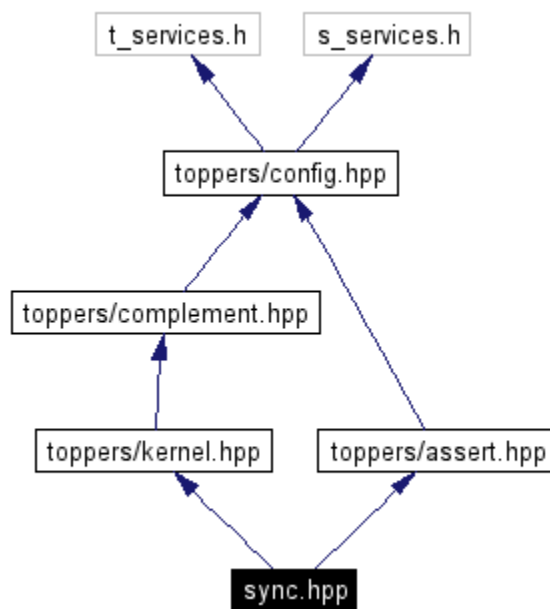 t_services.h
s_services.h
toppers/config.hpp
toppers/complement.hpp
toppers/kernel.hpp
toppers/assert.hpp
sync.hpp